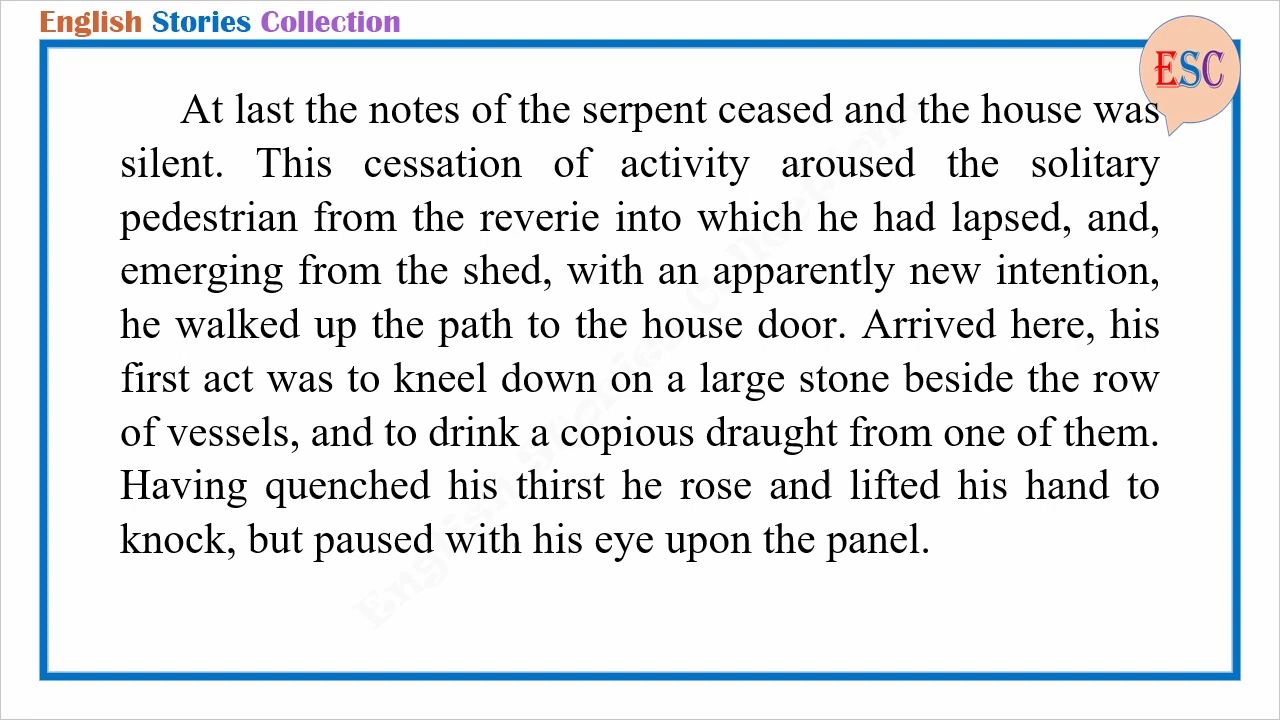 English Stories Collection
ESC
At last the notes of the serpent ceased and the house was
silent. This cessation of activity aroused the solitary
pedestrian from the reverie into which he had lapsed, and,
emerging from the shed, with an apparently new intention,
he walked up the path to the house door. Arrived here, his
first act was to kneel down on a large stone beside the row
of vessels, and to drink a copious draught from one of them.
Having quenched his thirst he rose and lifted his hand to
knock, but paused with his eye upon the panel.